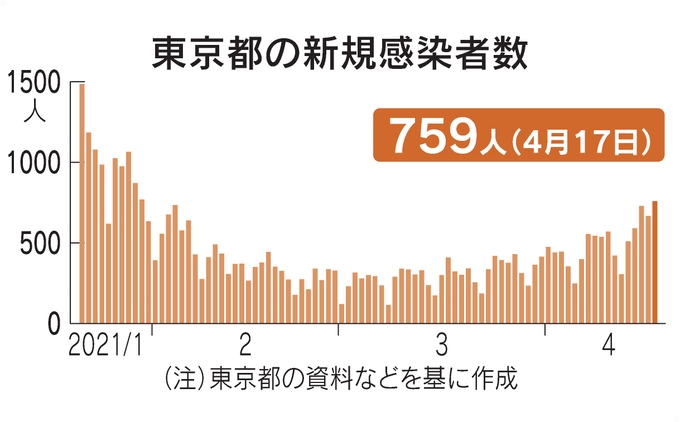 東京都の新規感染者数
1500
人
759人(4月17日)
1000
500
0
2021/1 2 3 4
(注)東京都の資料などを基に作成